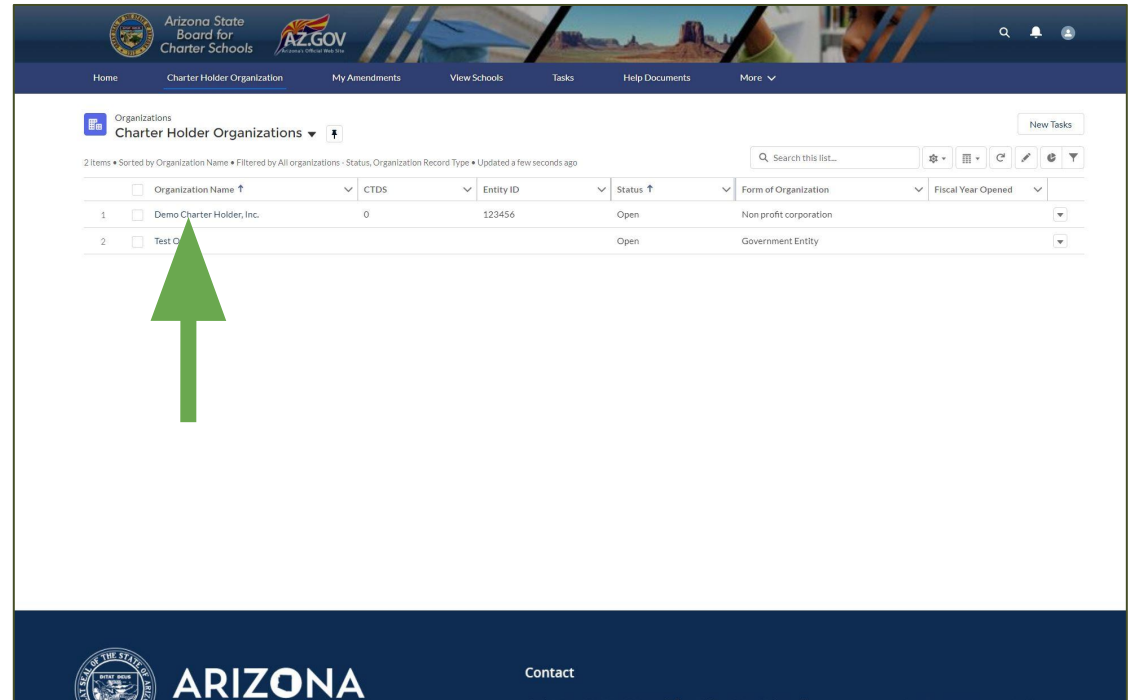 Arizona State
Board for
Charter Schools
AZ.GOV
Arizona's Official Web Site
Home Charter Holder Organization My Amendments View Schools Tasks Help Documents More
Organizations
Charter Holder Organizations
New Tasks
2 items • Sorted by Organization Name • Filtered by All organizations - Status, Organization Record Type • Updated a few seconds ago
Search this list...
Organization Name ↑ CTDS Entity ID Status ↑ Form of Organization Fiscal Year Opened
1 Demo Charter Holder, Inc. 0 123456 Open Non profit corporation
2 Test Open Government Entity
THE STATE
DITAT DEUS
ARIZONA
Contact